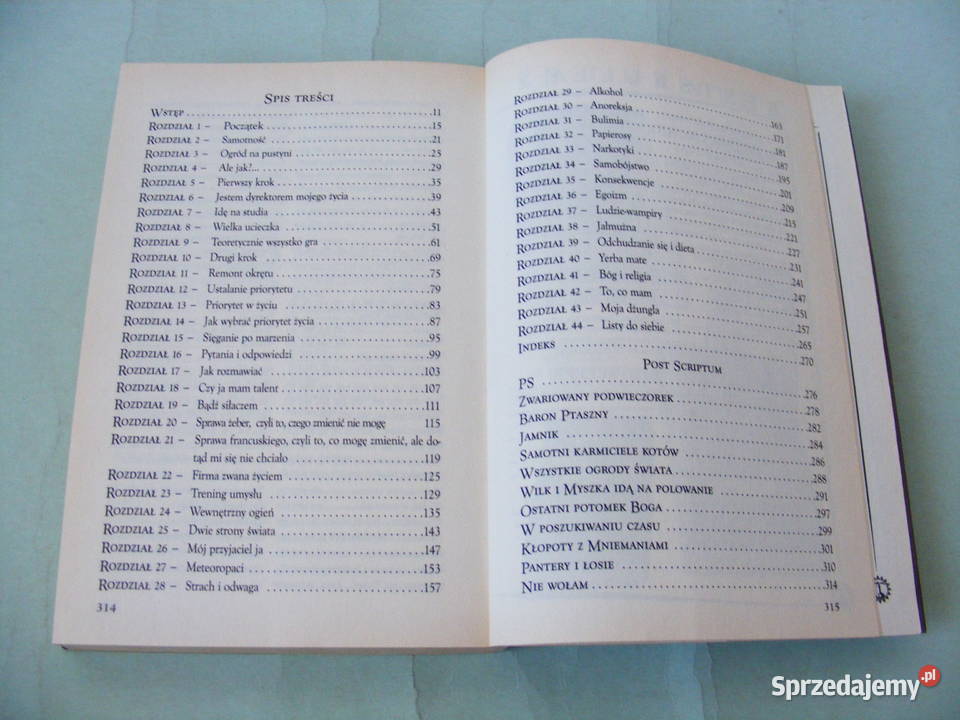 Spis treści
Wstęp 11
Rozdział 1 – Początek 15
Rozdział 2 – Samotność 21
Rozdział 3 – Ogród na pustyni 25
Rozdział 4 – Ale jak?... 29
Rozdział 5 – Pierwszy krok 35
Rozdział 6 – Jestem dyrektorem mojego życia 39
Rozdział 7 – Idę na studia 43
Rozdział 8 – Wielka ucieczka 51
Rozdział 9 – Teoretycznie wszystko gra 61
Rozdział 10 – Drugi krok 69
Rozdział 11 – Remont okrętu 75
Rozdział 12 – Ustalanie priorytetu 79
Rozdział 13 – Priorytet w życiu 83
Rozdział 14 – Jak wybrać priorytet życia 87
Rozdział 15 – Sięganie po marzenia 95
Rozdział 16 – Pytania i odpowiedzi 99
Rozdział 17 – Jak rozmawiać 103
Rozdział 18 – Czy ja mam talent 107
Rozdział 19 – Bądź siłaczem 111
Rozdział 20 – Sprawa żeber, czyli to, czego zmienić nie mogę 115
Rozdział 21 – Sprawa francuskiego, czyli to, co mogę zmienić, ale do-
tąd mi się nie chciało 119
Rozdział 22 – Firma zwana życiem 125
Rozdział 23 – Trening umysłu 129
Rozdział 24 – Wewnętrzny ogień 135
Rozdział 25 – Dwie strony świata 143
Rozdział 26 – Mój przyjaciel ja 147
Rozdział 27 – Meteoropaci 153
Rozdział 28 – Strach i odwaga 157
314
Rozdział 29 – Alkohol 163
Rozdział 30 – Anoreksja 171
Rozdział 31 – Bulimia 181
Rozdział 32 – Papierosy 187
Rozdział 33 – Narkotyki 195
Rozdział 34 – Samobójstwo 201
Rozdział 35 – Konsekwencje 209
Rozdział 36 – Egoizm 215
Rozdział 37 – Ludzie-wampiry 221
Rozdział 38 – Jałmużna 227
Rozdział 39 – Odchudzanie się i dieta 231
Rozdział 40 – Yerba mate 241
Rozdział 41 – Bóg i religia 247
Rozdział 42 – To, co mam 251
Rozdział 43 – Moja dżungla 257
Rozdział 44 – Listy do siebie 265
Indeks 270
Post Scriptum
PS 276
Zwariowany podwieczorek 278
Baron Ptaszny 282
Jamnik 284
Samotni karmiciele kotów 286
Wszystkie ogrody świata 288
Wilk i Myszka idą na polowanie 291
Ostatni potomek Boga 297
W poszukiwaniu czasu 299
Kłopoty z Mniemaniami 301
Pantery i łosie 310
Nie wołam 314
315
Sprzedajemy.pl